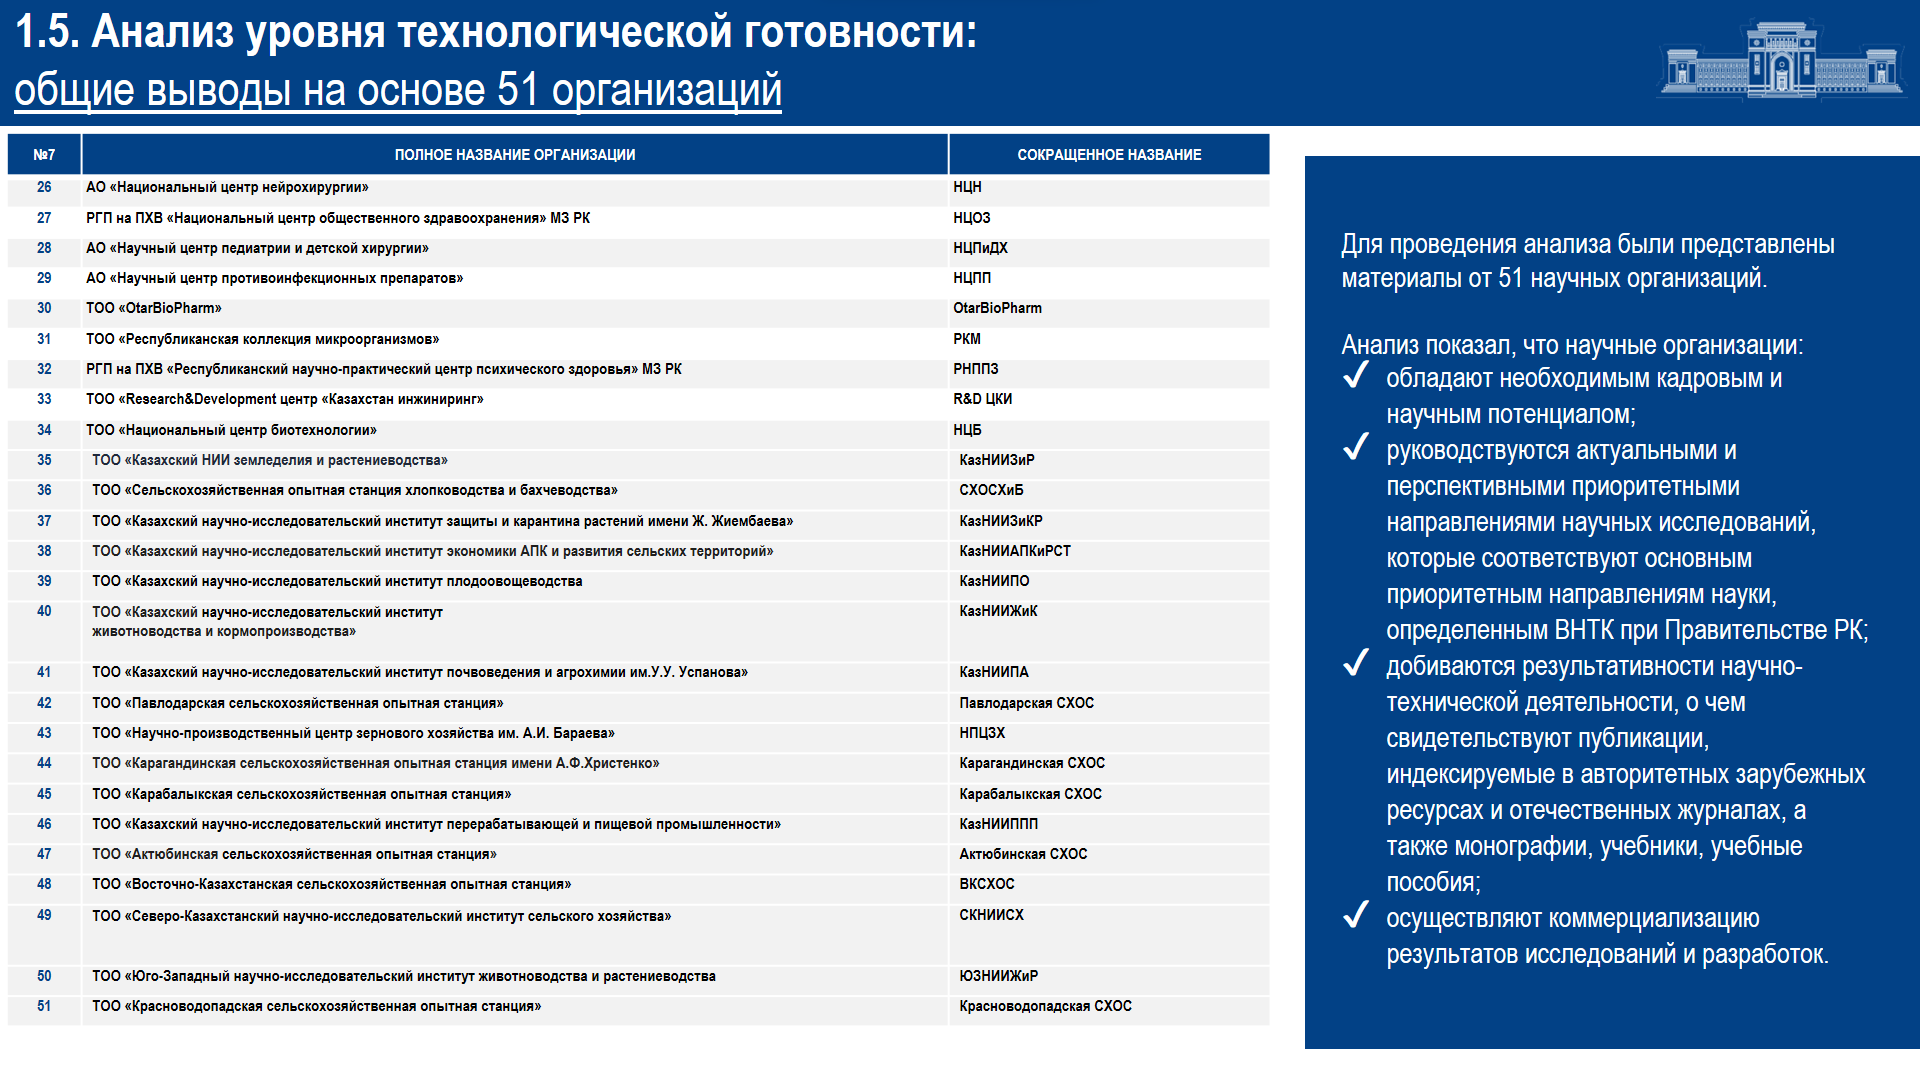 1.5. Анализ уровня технологической готовности:
общие выводы на основе 51 организаций
№7 ПОЛНОЕ НАЗВАНИЕ ОРГАНИЗАЦИИ СОКРАЩЕННОЕ НАЗВАНИЕ
26 АО «Национальный центр нейрохирургии» НЦН
27 РГП на ПХВ «Национальный центр общественного здравоохранения» МЗ РК НЦОЗ
28 АО «Научный центр педиатрии и детской хирургии» НЦПиДХ
29 АО «Научный центр противоинфекционных препаратов» НЦПП
30 ТОО «OtarBioPharm» OtarBioPharm
31 ТОО «Республиканская коллекция микроорганизмов» РКМ
32 РГП на ПХВ «Республиканский научно-практический центр психического здоровья» МЗ РК РНППЗ
33 ТОО «Research&Development центр «Казахстан инжиниринг» R&D ЦКИ
34 ТОО «Национальный центр биотехнологии» НЦБ
35 ТОО «Казахский НИИ земледелия и растениеводства» КазНИИЗиР
36 ТОО «Сельскохозяйственная опытная станция хлопководства и бахчеводства» СХОСХиБ
37 ТОО «Казахский научно-исследовательский институт защиты и карантина растений имени Ж. Жиембаева» КазНИИЗиКР
38 ТОО «Казахский научно-исследовательский институт экономики АПК и развития сельских территорий» КазНИИАПКиРСТ
39 ТОО «Казахский научно-исследовательский институт плодоовощеводства КазНИИПО
40 ТОО «Казахский научно-исследовательский институт КазНИИЖиК
животноводства и кормопроизводства»
41 ТОО «Казахский научно-исследовательский институт почвоведения и агрохимии им.У.У. Успанова» КазНИИПА
42 ТОО «Павлодарская сельскохозяйственная опытная станция» Павлодарская СХОС
43 ТОО «Научно-производственный центр зернового хозяйства им. А.И. Бараева» НПЦЗХ
44 ТОО «Карагандинская сельскохозяйственная опытная станция имени А.Ф.Христенко» Карагандинская СХОС
45 ТОО «Карабалыкская сельскохозяйственная опытная станция» Карабалыкская СХОС
46 ТОО «Казахский научно-исследовательский институт перерабатывающей и пищевой промышленности» КазНИИППП
47 ТОО «Актюбинская сельскохозяйственная опытная станция» Актюбинская СХОС
48 ТОО «Восточно-Казахстанская сельскохозяйственная опытная станция» ВКСХОС
49 ТОО «Северо-Казахстанский научно-исследовательский институт сельского хозяйства» СКНИИСХ
50 ТОО «Юго-Западный научно-исследовательский институт животноводства и растениеводства ЮЗНИИЖиР
51 ТОО «Красноводопадская сельскохозяйственная опытная станция» Красноводопадская СХОС
Для проведения анализа были представлены
материалы от 51 научных организаций.
Анализ показал, что научные организации:
✓ обладают необходимым кадровым и
научным потенциалом;
✓ руководствуются актуальными и
перспективными приоритетными
направлениями научных исследований,
которые соответствуют основным
приоритетным направлениям науки,
определенным ВНТК при Правительстве РК;
✓ добиваются результативности научно-
технической деятельности, о чем
свидетельствуют публикации,
индексируемые в авторитетных зарубежных
ресурсах и отечественных журналах, а
также монографии, учебники, учебные
пособия;
✓ осуществляют коммерциализацию
результатов исследований и разработок.